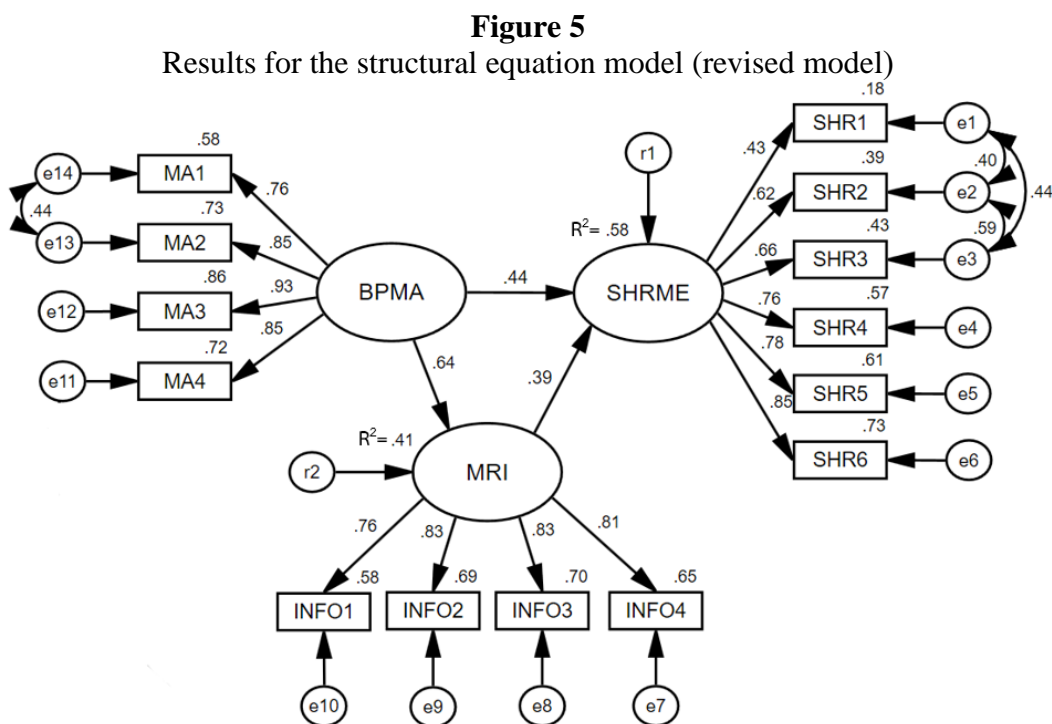 Figure 5
Results for the structural equation model (revised model)
.18
SHR1
e1
.43
.58
e14
MA1
.76
r1
.39
.40
SHR2
e2
.62
.44
.44
.73
e13
MA2
.85
R²= .58
.43
.59
SHR3
e3
.66
.86
e12
MA3
.93
BPMA
.44
SHRME
.57
.76
SHR4
e4
.72
.85
e11
MA4
.78
.61
SHR5
e5
.85
.64
.39
.73
SHR6
e6
R²= .41
r2
MRI
.76
.83
.83
.81
.58
.69
.70
.65
INFO1
INFO2
INFO3
INFO4
e10
e9
e8
e7